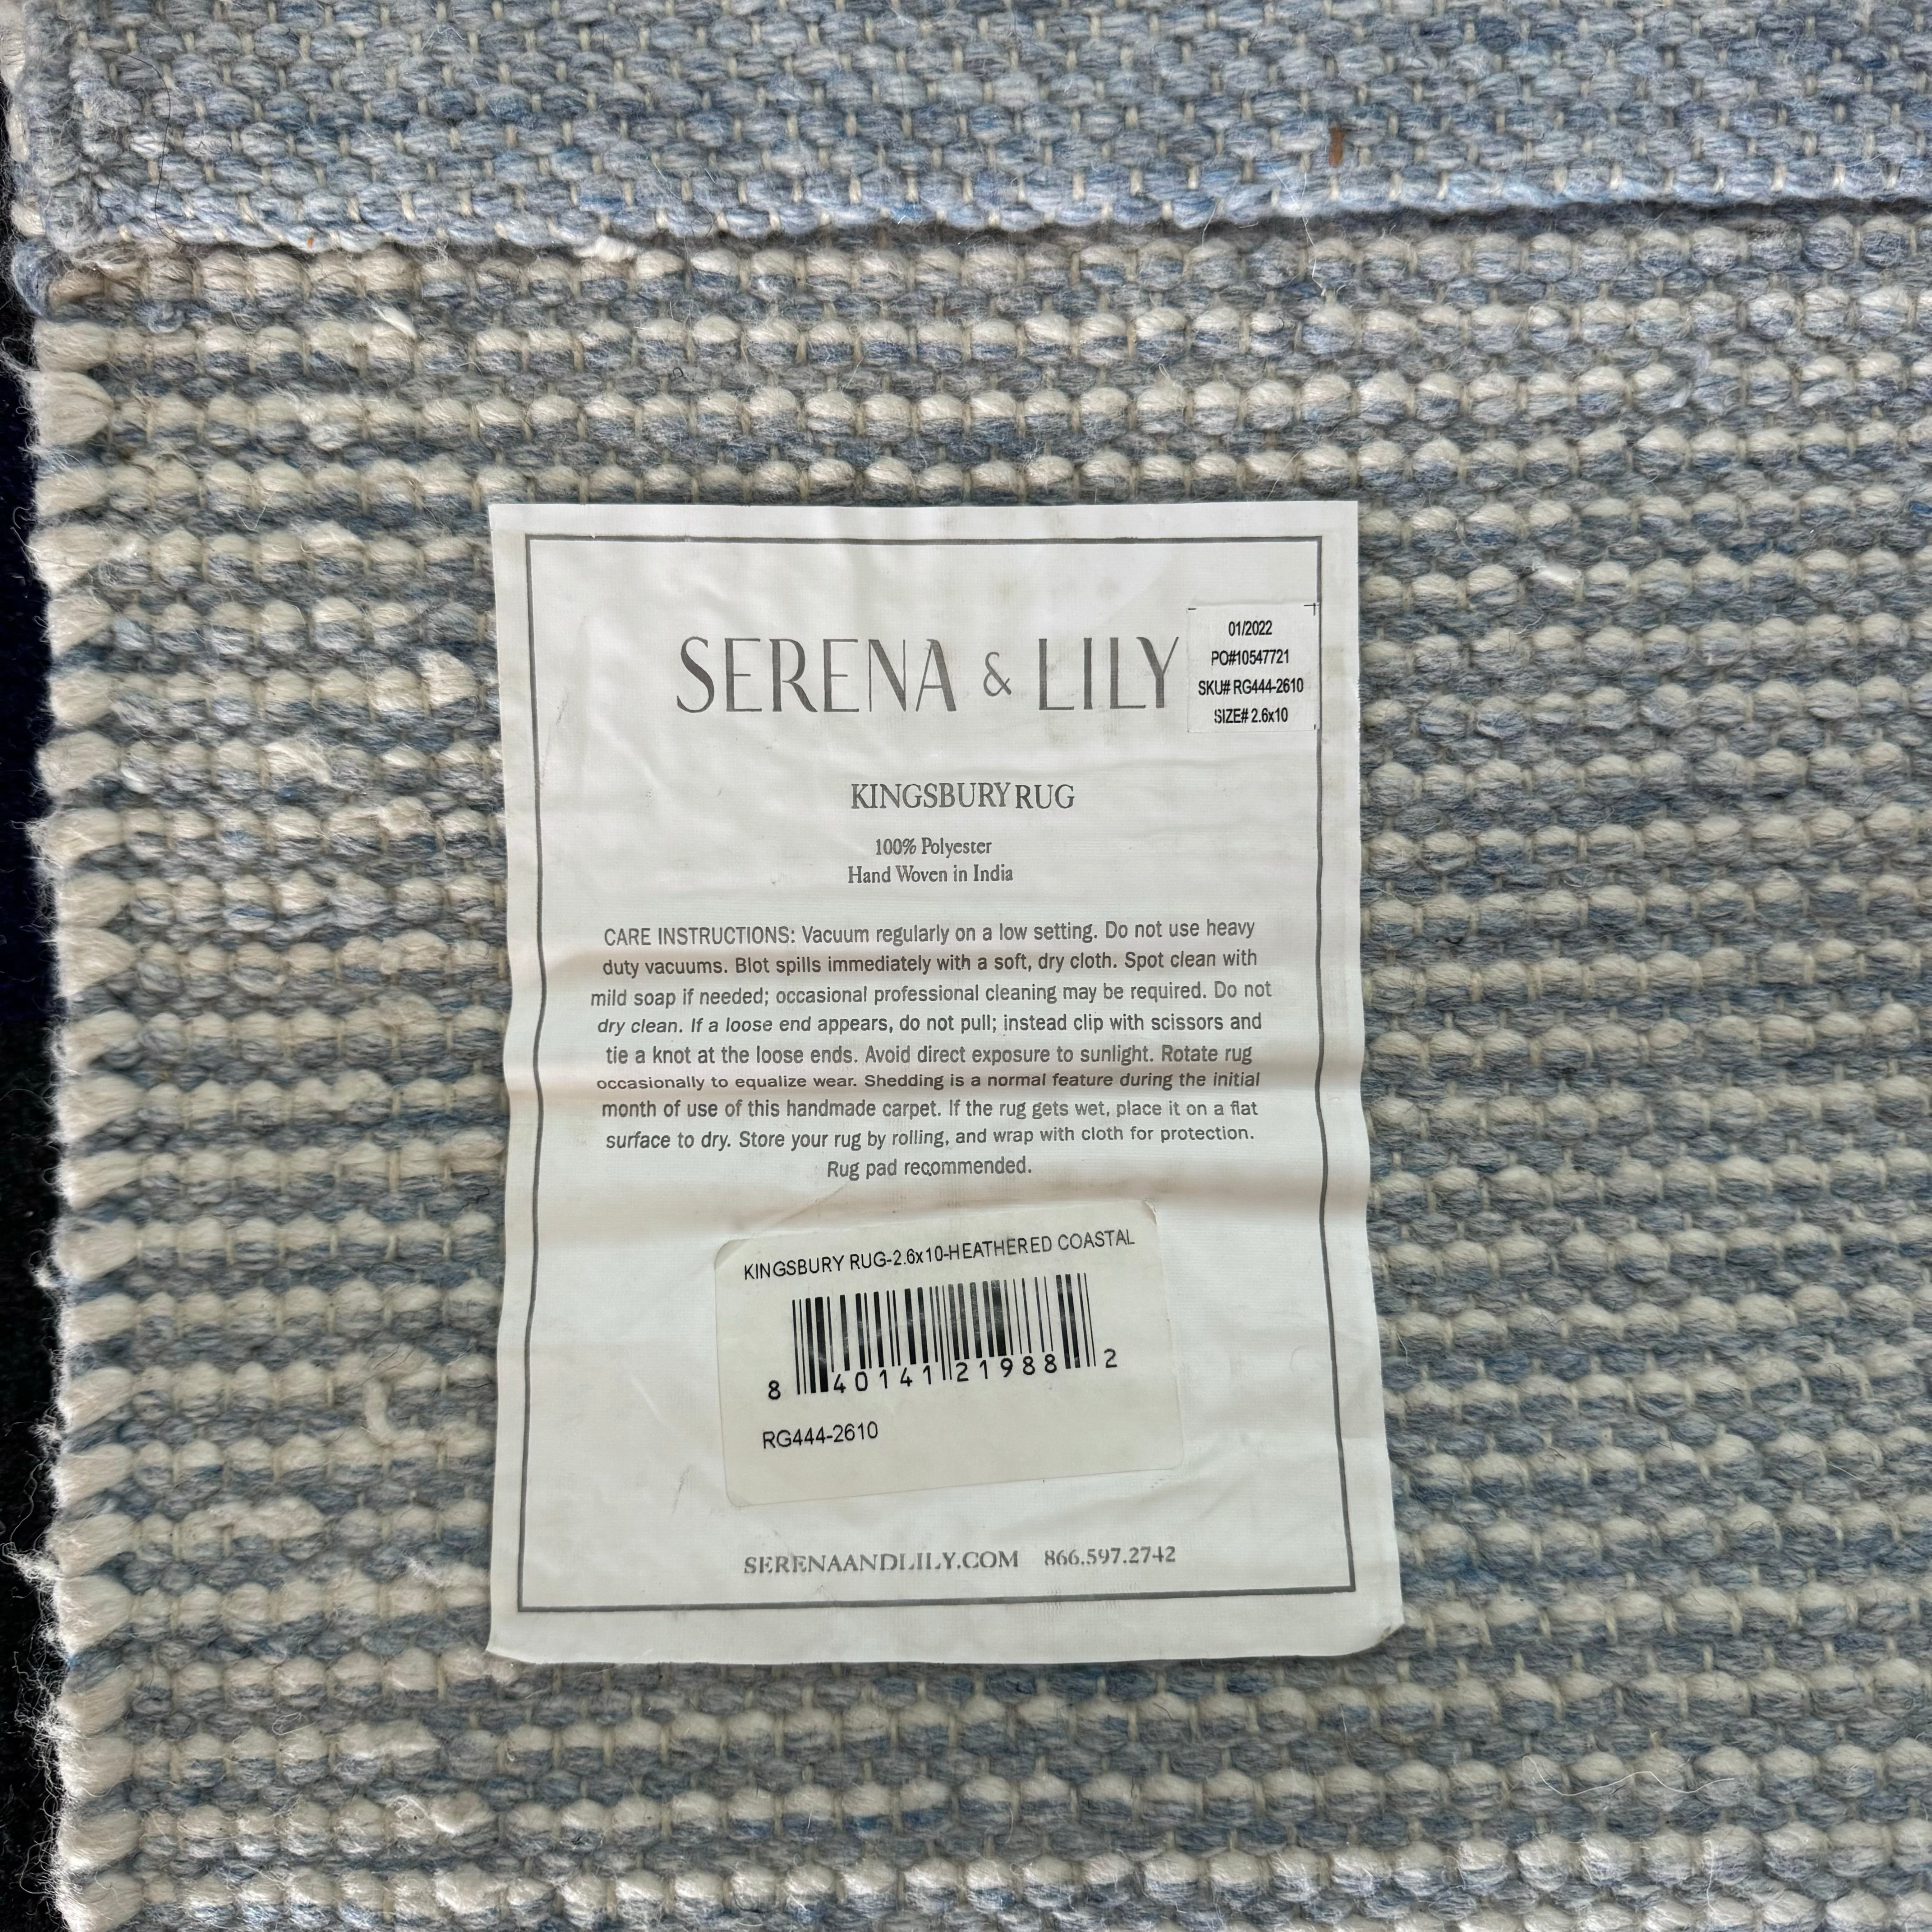 SERENA & LILY
01/2022
PO#10547721
SKU# RG444-2610
SIZE# 2.6x10
KINGSBURY RUG
100% Polyester
Hand Woven in India
CARE INSTRUCTIONS: Vacuum regularly on a low setting. Do not use heavy
duty vacuums. Blot spills immediately with a soft, dry cloth. Spot clean with
mild soap if needed; occasional professional cleaning may be required. Do not
dry clean. If a loose end appears, do not pull; instead clip with scissors and
tie a knot at the loose ends. Avoid direct exposure to sunlight. Rotate rug
occasionally to equalize wear. Shedding is a normal feature during the initial
month of use of this handmade carpet. If the rug gets wet, place it on a flat
surface to dry. Store your rug by rolling, and wrap with cloth for protection.
Rug pad recommended.
KINGSBURY RUG-2.6x10-HEATHERED COASTAL
8 40141 21988 2
RG444-2610
SERENAANDLILY.COM 866.597.2742